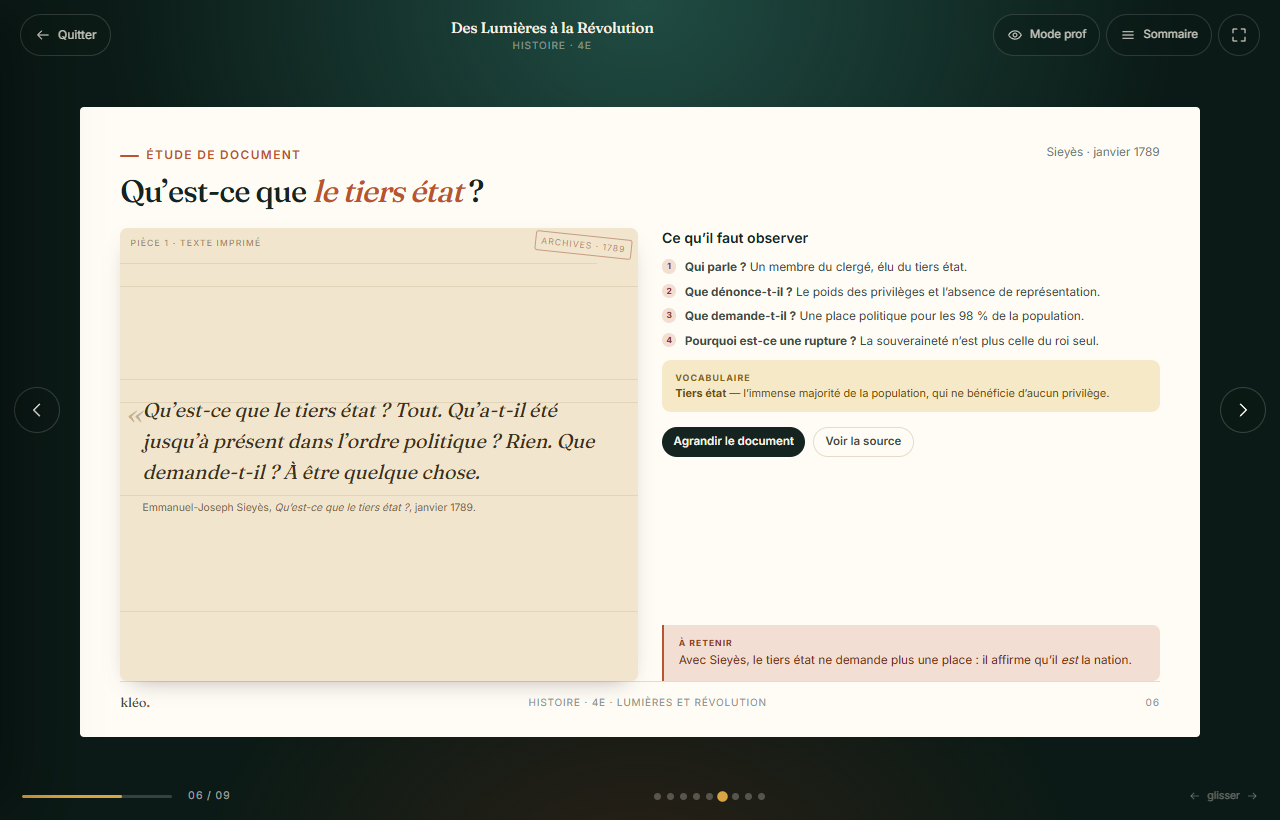 Quitter
Des Lumières à la Révolution
HISTOIRE · 4E
Mode prof
Sommaire
ÉTUDE DE DOCUMENT
Sieyès · janvier 1789
Qu’est-ce que le tiers état ?
PIÈCE 1 · TEXTE IMPRIMÉ
ARCHIVES · 1789
«
Qu’est-ce que le tiers état ? Tout. Qu’a-t-il été
jusqu’à présent dans l’ordre politique ? Rien. Que
demande-t-il ? À être quelque chose.
Emmanuel-Joseph Sieyès, Qu’est-ce que le tiers état ?, janvier 1789.
Ce qu’il faut observer
1 Qui parle ? Un membre du clergé, élu du tiers état.
2 Que dénonce-t-il ? Le poids des privilèges et l’absence de représentation.
3 Que demande-t-il ? Une place politique pour les 98 % de la population.
4 Pourquoi est-ce une rupture ? La souveraineté n’est plus celle du roi seul.
VOCABULAIRE
Tiers état — l’immense majorité de la population, qui ne bénéficie d’aucun privilège.
Agrandir le document
Voir la source
À RETENIR
Avec Sieyès, le tiers état ne demande plus une place : il affirme qu’il est la nation.
kléo.
HISTOIRE · 4E · LUMIÈRES ET RÉVOLUTION
06
06 / 09
← glisser →